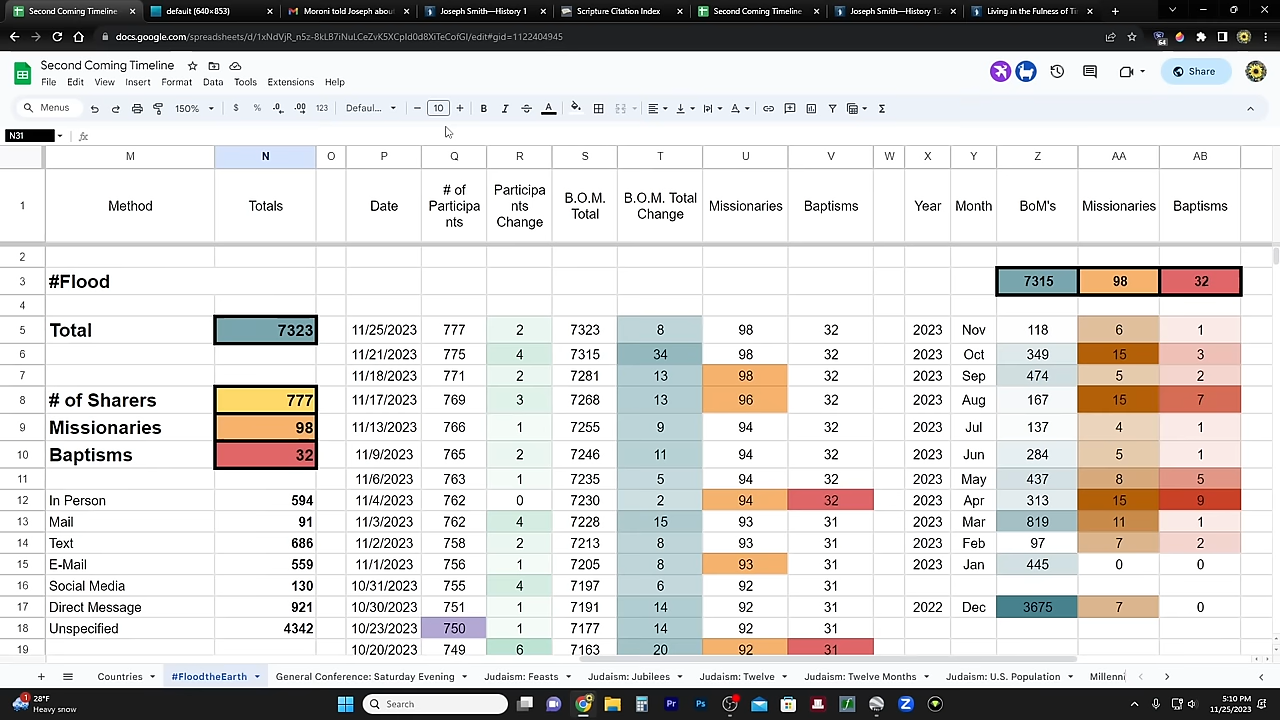 Second Coming Timeline
default (640×853)
Moroni told Joseph about
Joseph Smith—History 1
Scripture Citation Index
Second Coming Timeline
Joseph Smith—History 1:
Living in the Fulness of Ti
docs.google.com/spreadsheets/d/1xNdVjR_n5z-8kLB7iNuLCeZvK5XCpId0d8XiTeCofGI/edit#gid=1122404945
Second Coming Timeline
File Edit View Insert Format Data Tools Extensions Help
Share
Menus 150% $ % .0 .00 123 Defaul... 10 B I A
N31 fx
M N O P Q R S T U V W X Y Z AA AB
1 Method Totals Date # of Participants Participants Change B.O.M. Total B.O.M. Total Change Missionaries Baptisms Year Month BoM's Missionaries Baptisms
2
3 #Flood 7315 98 32
4
5 Total 7323 11/25/2023 777 2 7323 8 98 32 2023 Nov 118 6 1
6 11/21/2023 775 4 7315 34 98 32 2023 Oct 349 15 3
7 11/18/2023 771 2 7281 13 98 32 2023 Sep 474 5 2
8 # of Sharers 777 11/17/2023 769 3 7268 13 96 32 2023 Aug 167 15 7
9 Missionaries 98 11/13/2023 766 1 7255 9 94 32 2023 Jul 137 4 1
10 Baptisms 32 11/9/2023 765 2 7246 11 94 32 2023 Jun 284 5 1
11 11/6/2023 763 1 7235 5 94 32 2023 May 437 8 5
12 In Person 594 11/4/2023 762 0 7230 2 94 32 2023 Apr 313 15 9
13 Mail 91 11/3/2023 762 4 7228 15 93 31 2023 Mar 819 11 1
14 Text 686 11/2/2023 758 2 7213 8 93 31 2023 Feb 97 7 2
15 E-Mail 559 11/1/2023 756 1 7205 8 93 31 2023 Jan 445 0 0
16 Social Media 130 10/31/2023 755 4 7197 6 92 31
17 Direct Message 921 10/30/2023 751 1 7191 14 92 31 2022 Dec 3675 7 0
18 Unspecified 4342 10/23/2023 750 1 7177 14 92 31
19 10/20/2023 749 6 7163 20 92 31
Countries #FloodtheEarth General Conference: Saturday Evening Judaism: Feasts Judaism: Jubilees Judaism: Twelve Judaism: Twelve Months Judaism: U.S. Population Millenn
28°F
Heavy snow
Search
5:10 PM
11/25/2023